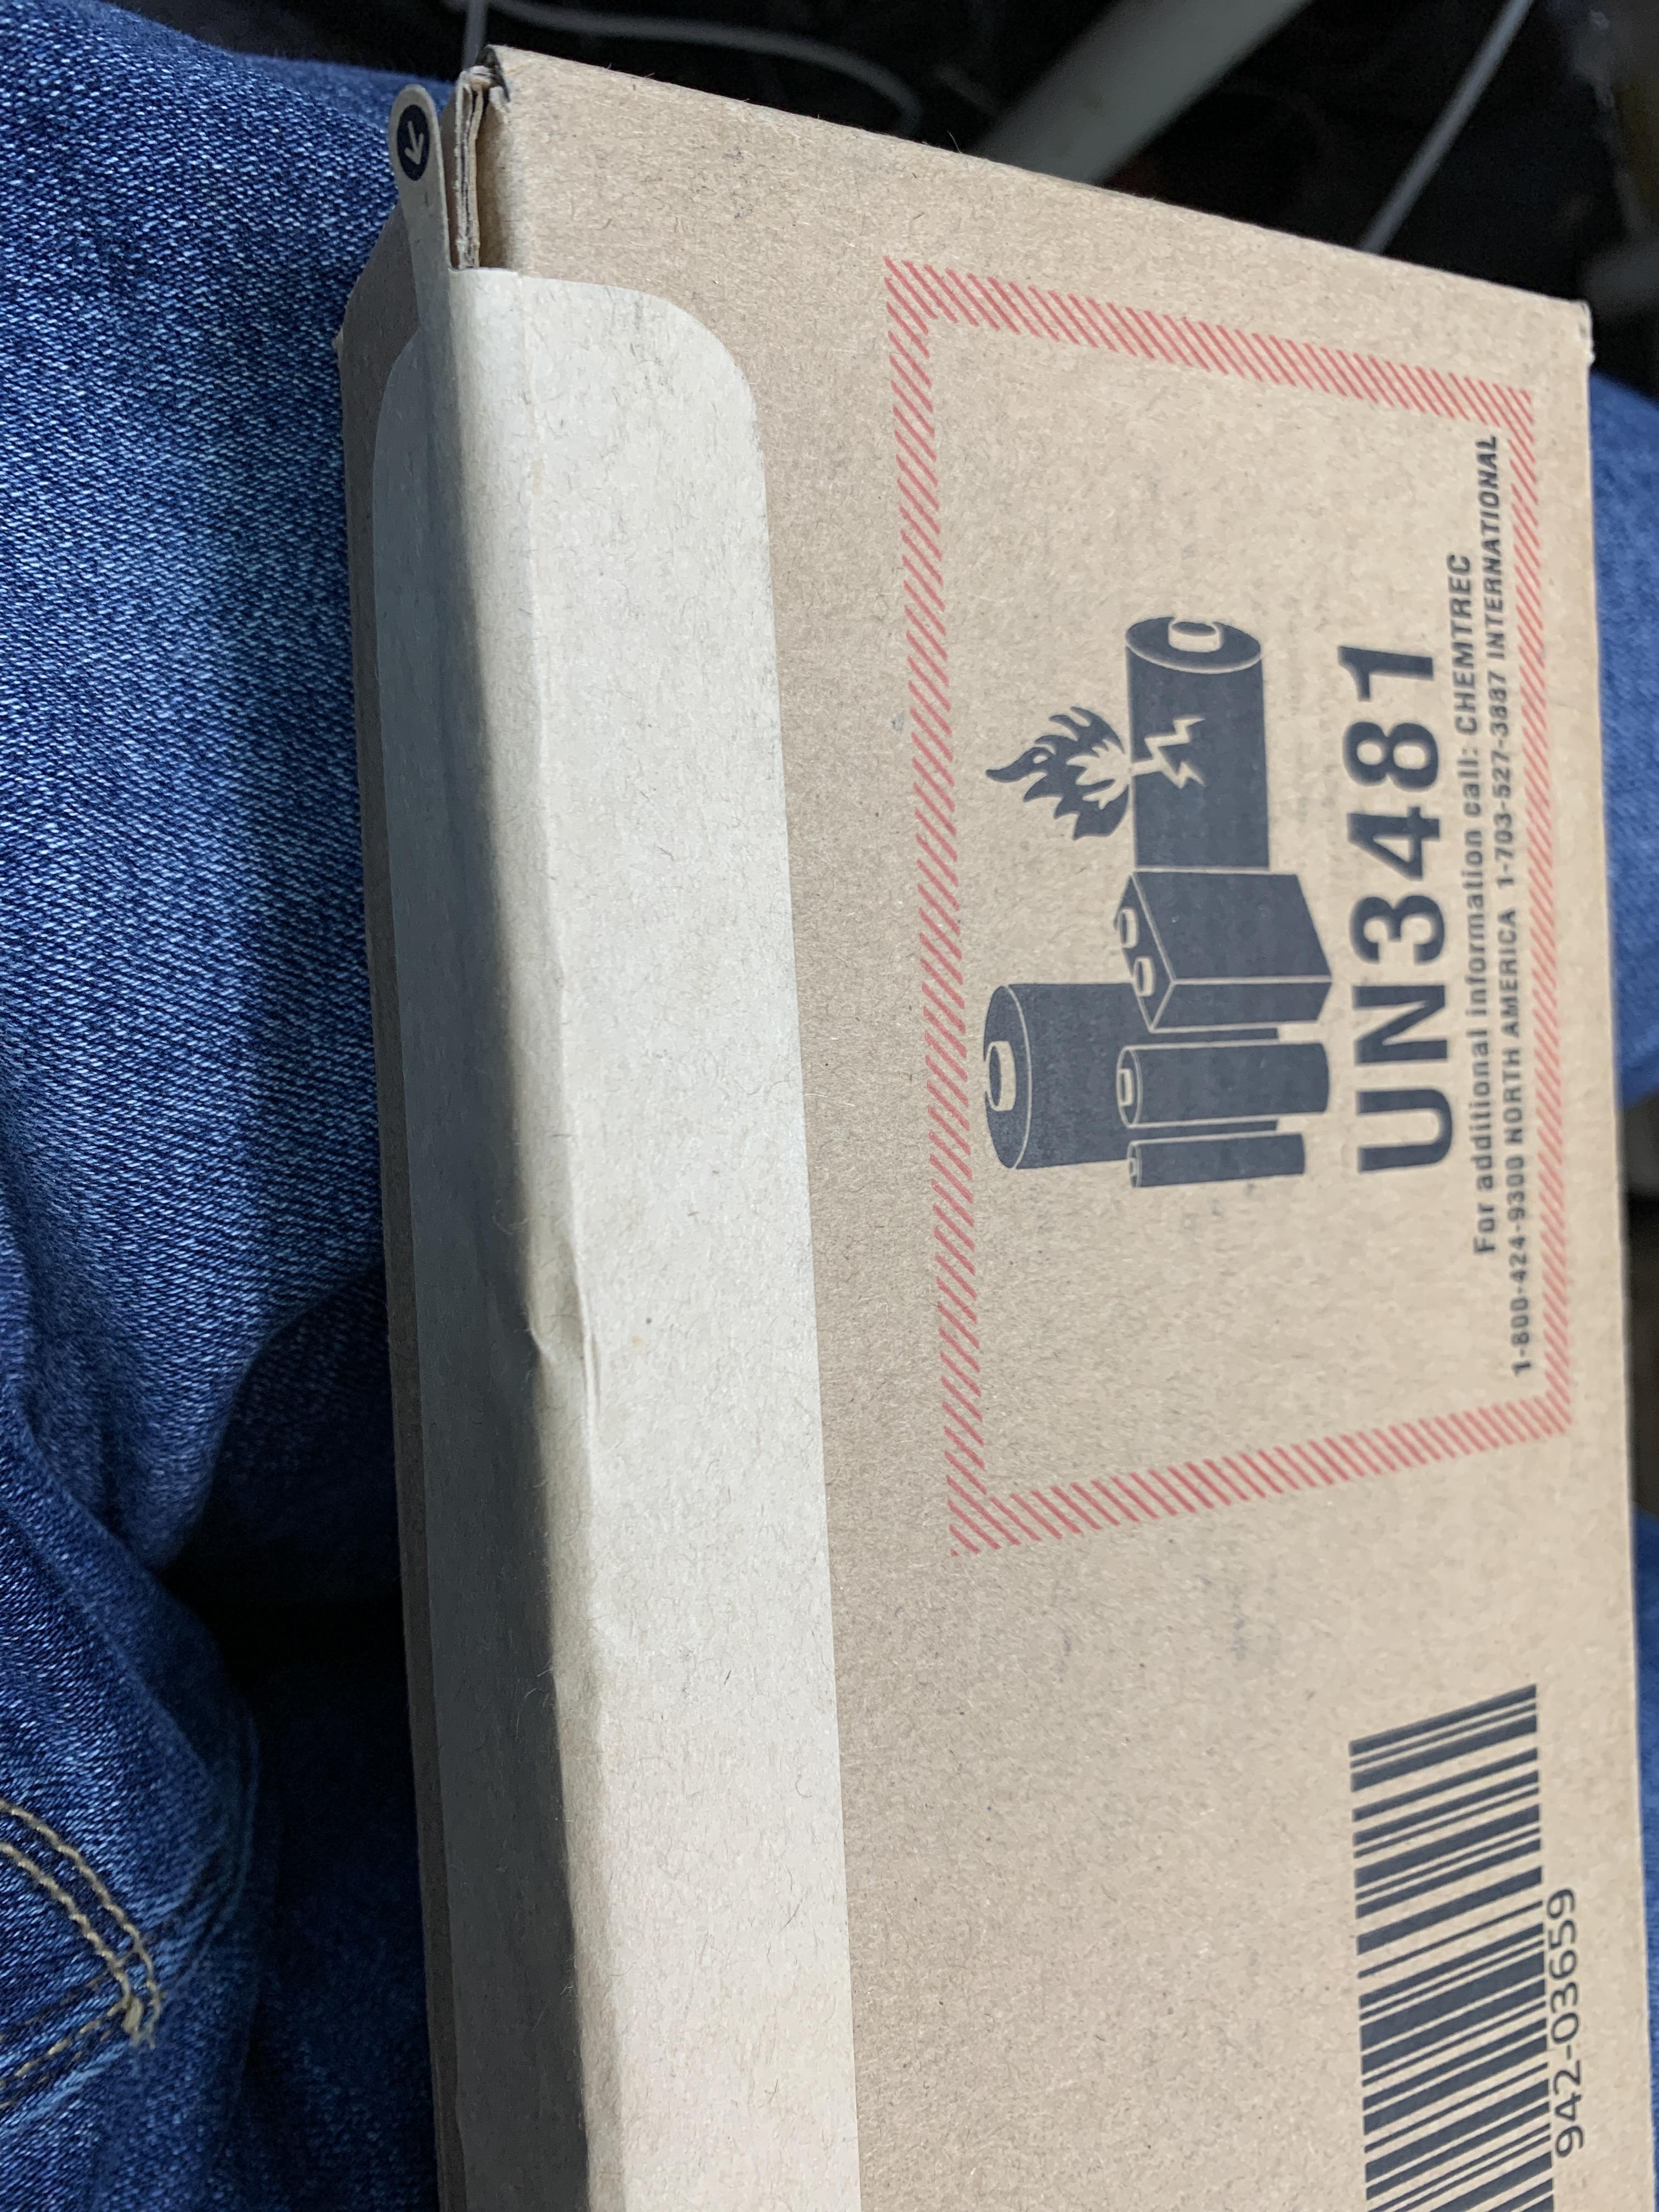 UN3481
For additional information call: CHEMTREC
1-800-424-9300 NORTH AMERICA 1-703-527-3887 INTERNATIONAL
942-03659